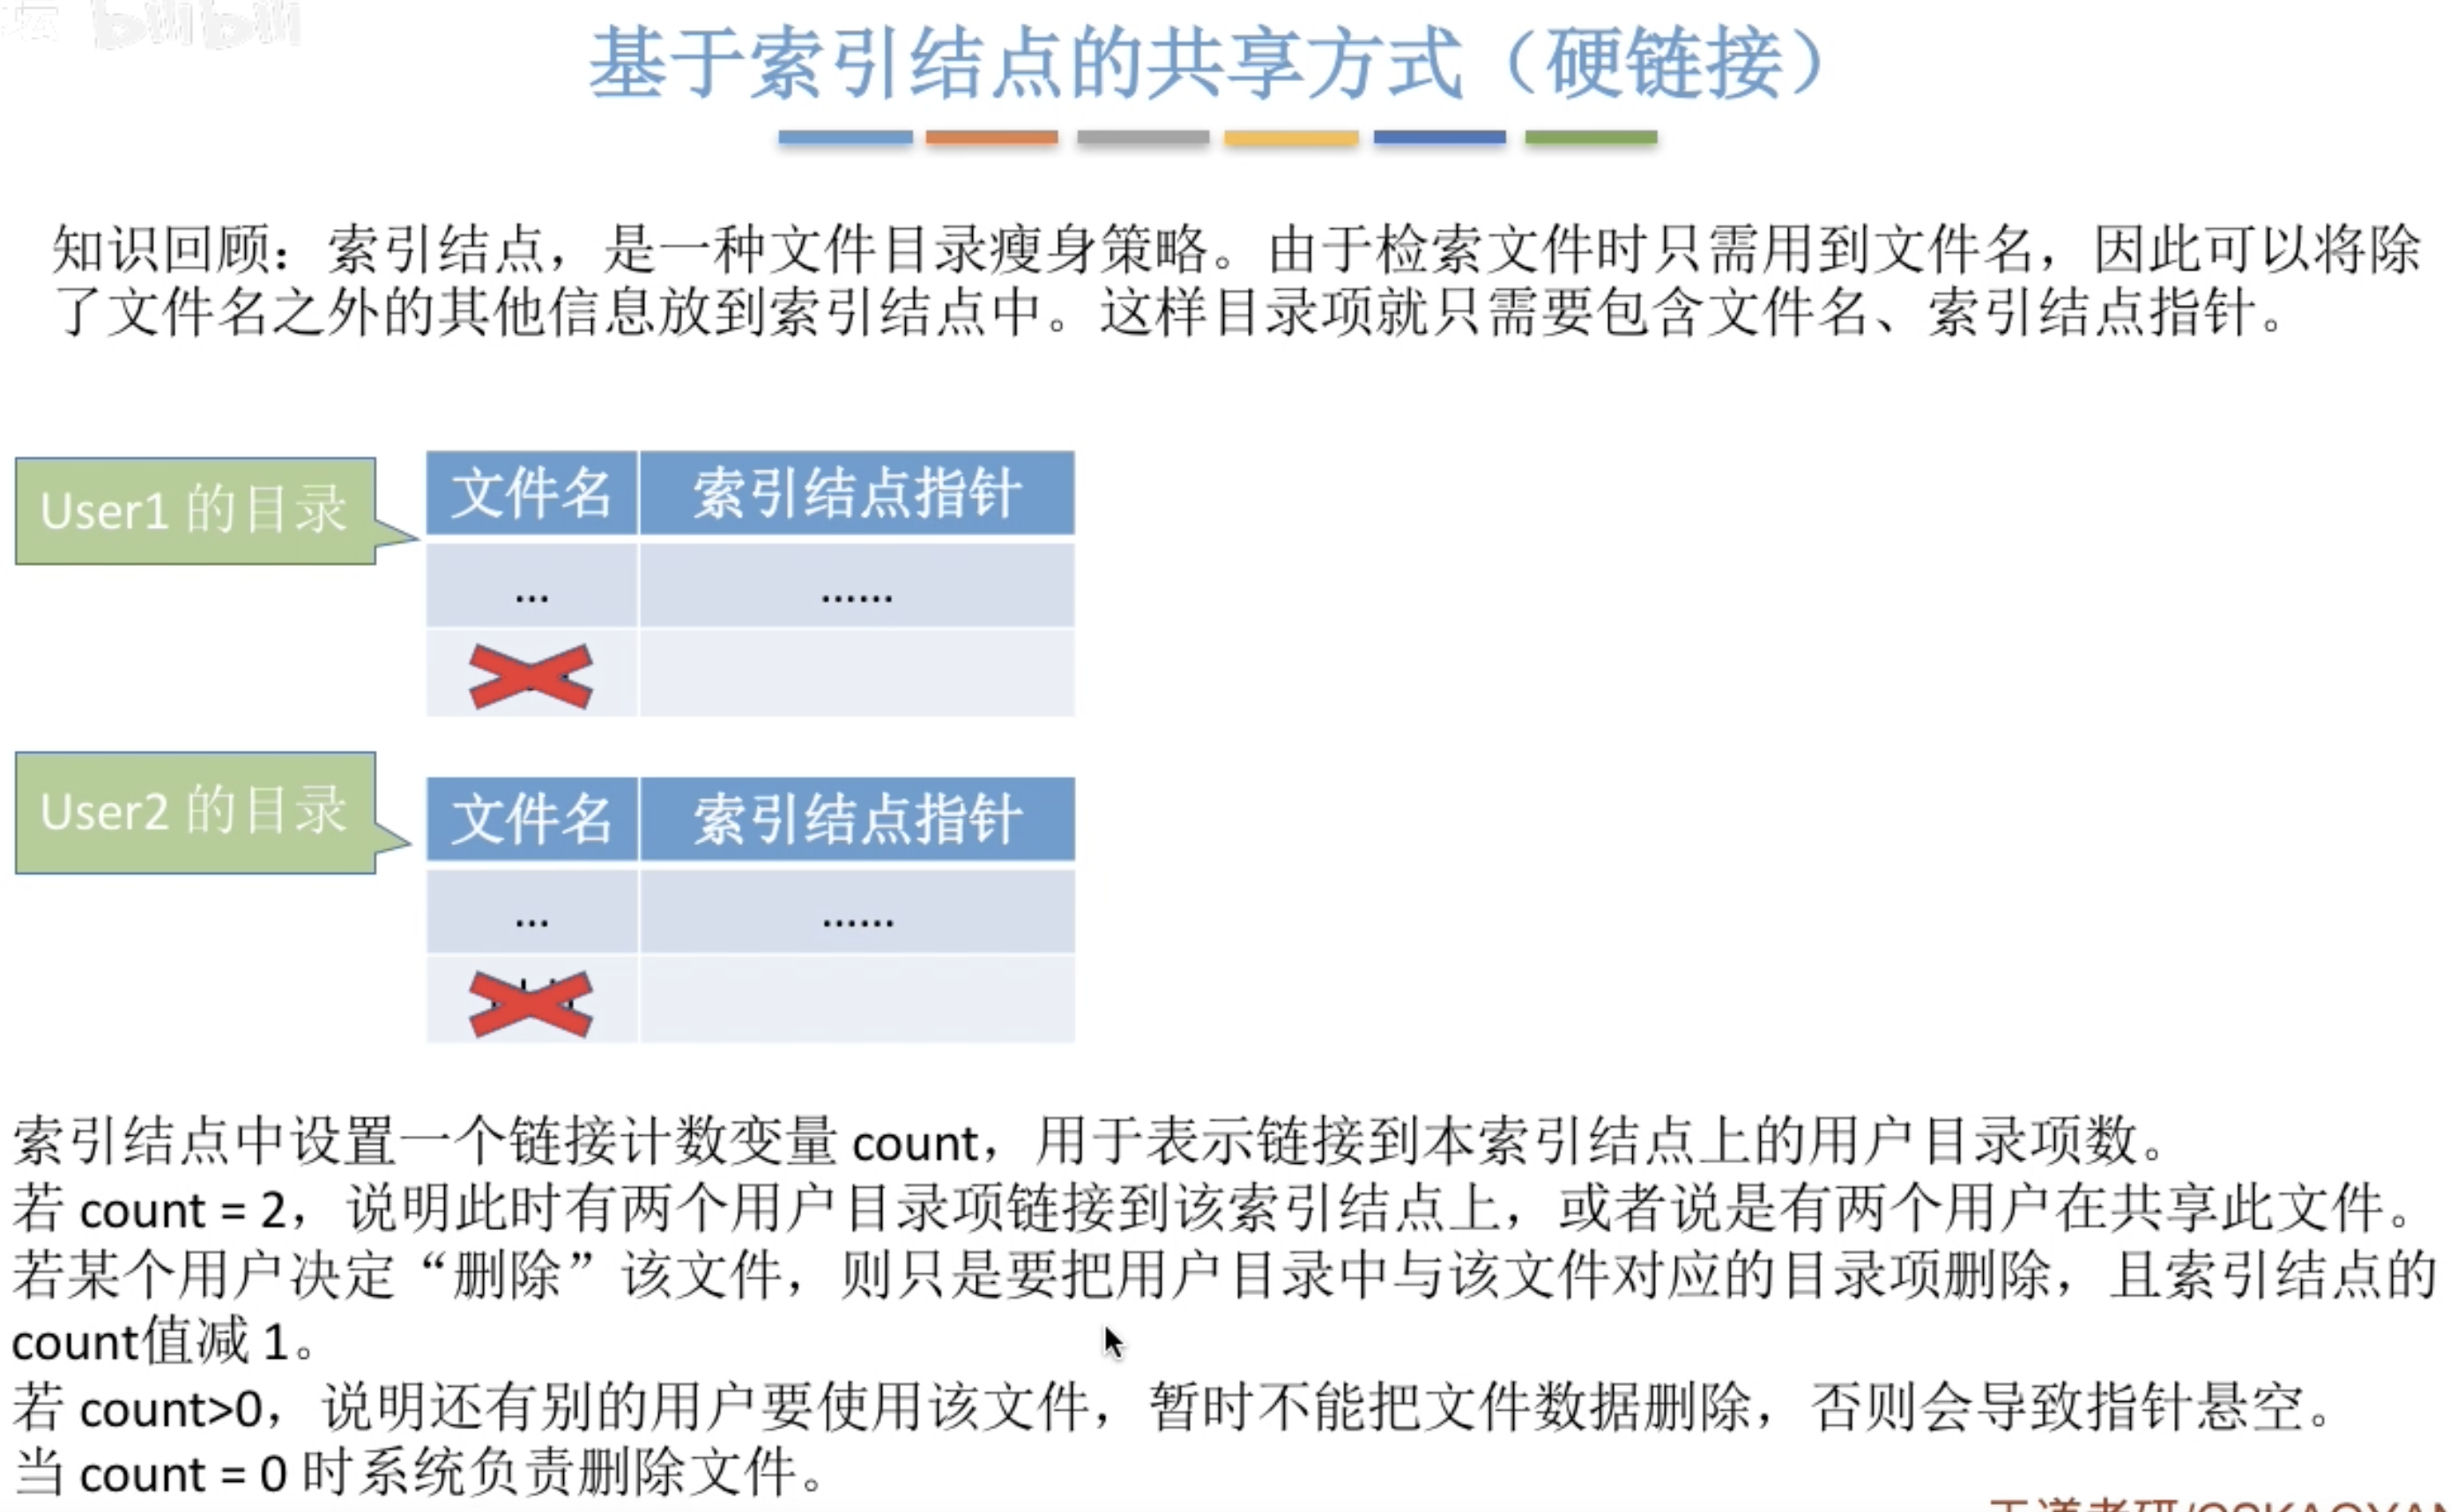 坛 bilibili
基于索引结点的共享方式（硬链接）
知识回顾：索引结点，是一种文件目录瘦身策略。由于检索文件时只需用到文件名，因此可以将除
了文件名之外的其他信息放到索引结点中。这样目录项就只需要包含文件名、索引结点指针。
User1 的目录
文件名 索引结点指针
... ......
User2 的目录
文件名 索引结点指针
... ......
索引结点中设置一个链接计数变量 count，用于表示链接到本索引结点上的用户目录项数。
若 count = 2，说明此时有两个用户目录项链接到该索引结点上，或者说是有两个用户在共享此文件。
若某个用户决定“删除”该文件，则只是要把用户目录中与该文件对应的目录项删除，且索引结点的
count值减 1。
若 count>0，说明还有别的用户要使用该文件，暂时不能把文件数据删除，否则会导致指针悬空。
当 count = 0 时系统负责删除文件。